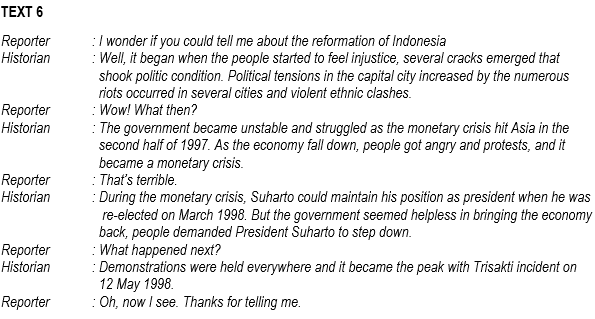 TEXT 6
Reporter : I wonder if you could tell me about the reformation of Indonesia
Historian : Well, it began when the people started to feel injustice, several cracks emerged that
shook politic condition. Political tensions in the capital city increased by the numerous
riots occurred in several cities and violent ethnic clashes.
Reporter : Wow! What then?
Historian : The government became unstable and struggled as the monetary crisis hit Asia in the
second half of 1997. As the economy fall down, people got angry and protests, and it
became a monetary crisis.
Reporter : That's terrible.
Historian : During the monetary crisis, Suharto could maintain his position as president when he was
re-elected on March 1998. But the government seemed helpless in bringing the economy
back, people demanded President Suharto to step down.
Reporter : What happened next?
Historian : Demonstrations were held everywhere and it became the peak with Trisakti incident on
12 May 1998.
Reporter : Oh, now I see. Thanks for telling me.